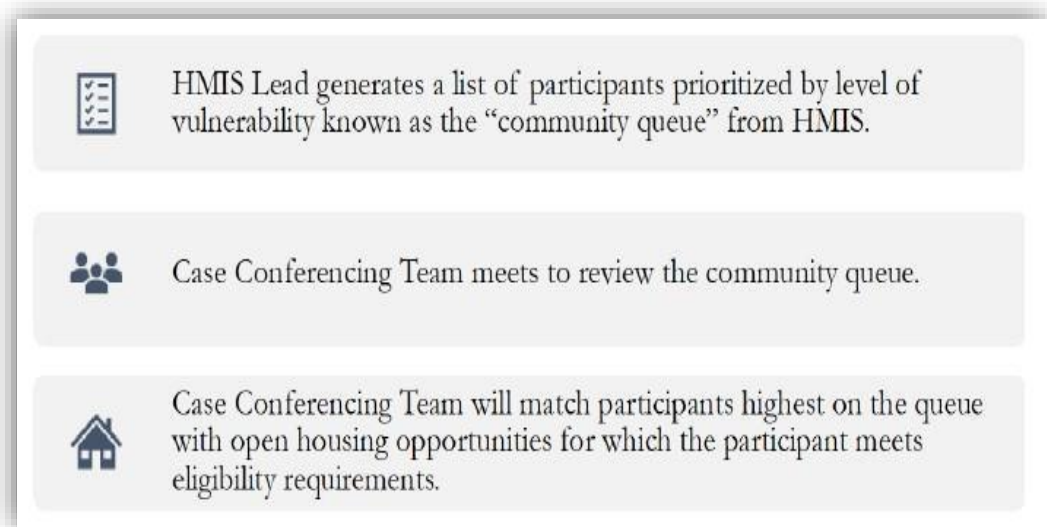 HMIS Lead generates a list of participants prioritized by level of
vulnerability known as the “community queue” from HMIS.
Case Conferencing Team meets to review the community queue.
Case Conferencing Team will match participants highest on the queue
with open housing opportunities for which the participant meets
eligibility requirements.